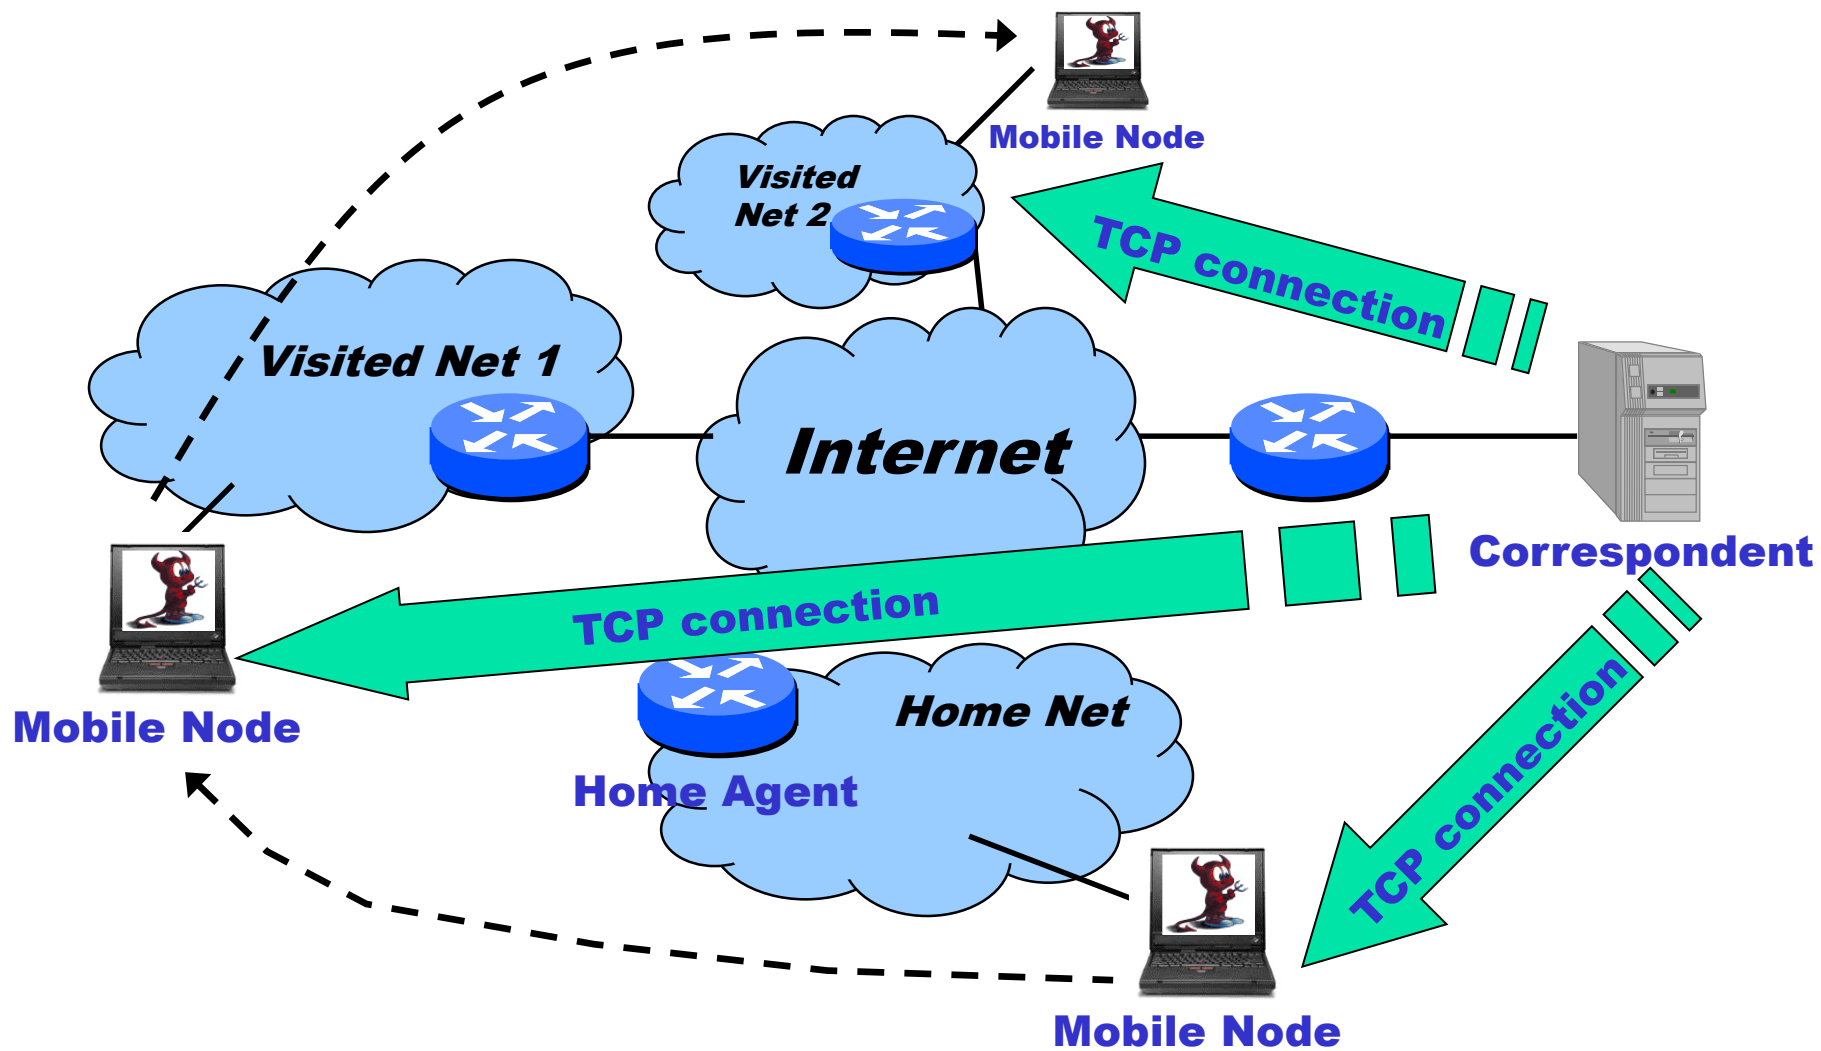 Mobile Node
Visited
Net 2
TCP connection
Visited Net 1
Internet
Correspondent
TCP connection
Home Net
Mobile Node
Home Agent
TCP connection
Mobile Node